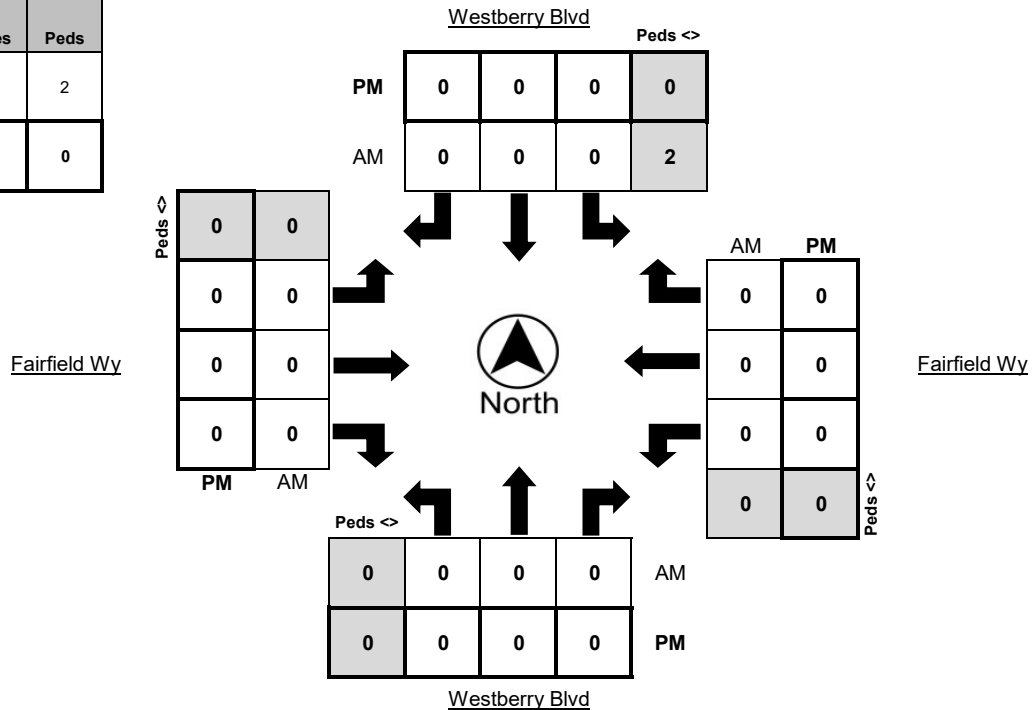 Westberry Blvd
Peds
Peds <>
2
PM 0 0 0 0
0
AM 0 0 0 2
Peds <>
0 0
AM PM
0 0
0 0
Fairfield Wy
0 0
North
0 0
Fairfield Wy
0 0
0 0
PM AM
0 0
Peds <>
Peds <>
0 0 0 0 AM
0 0 0 0 PM
Westberry Blvd